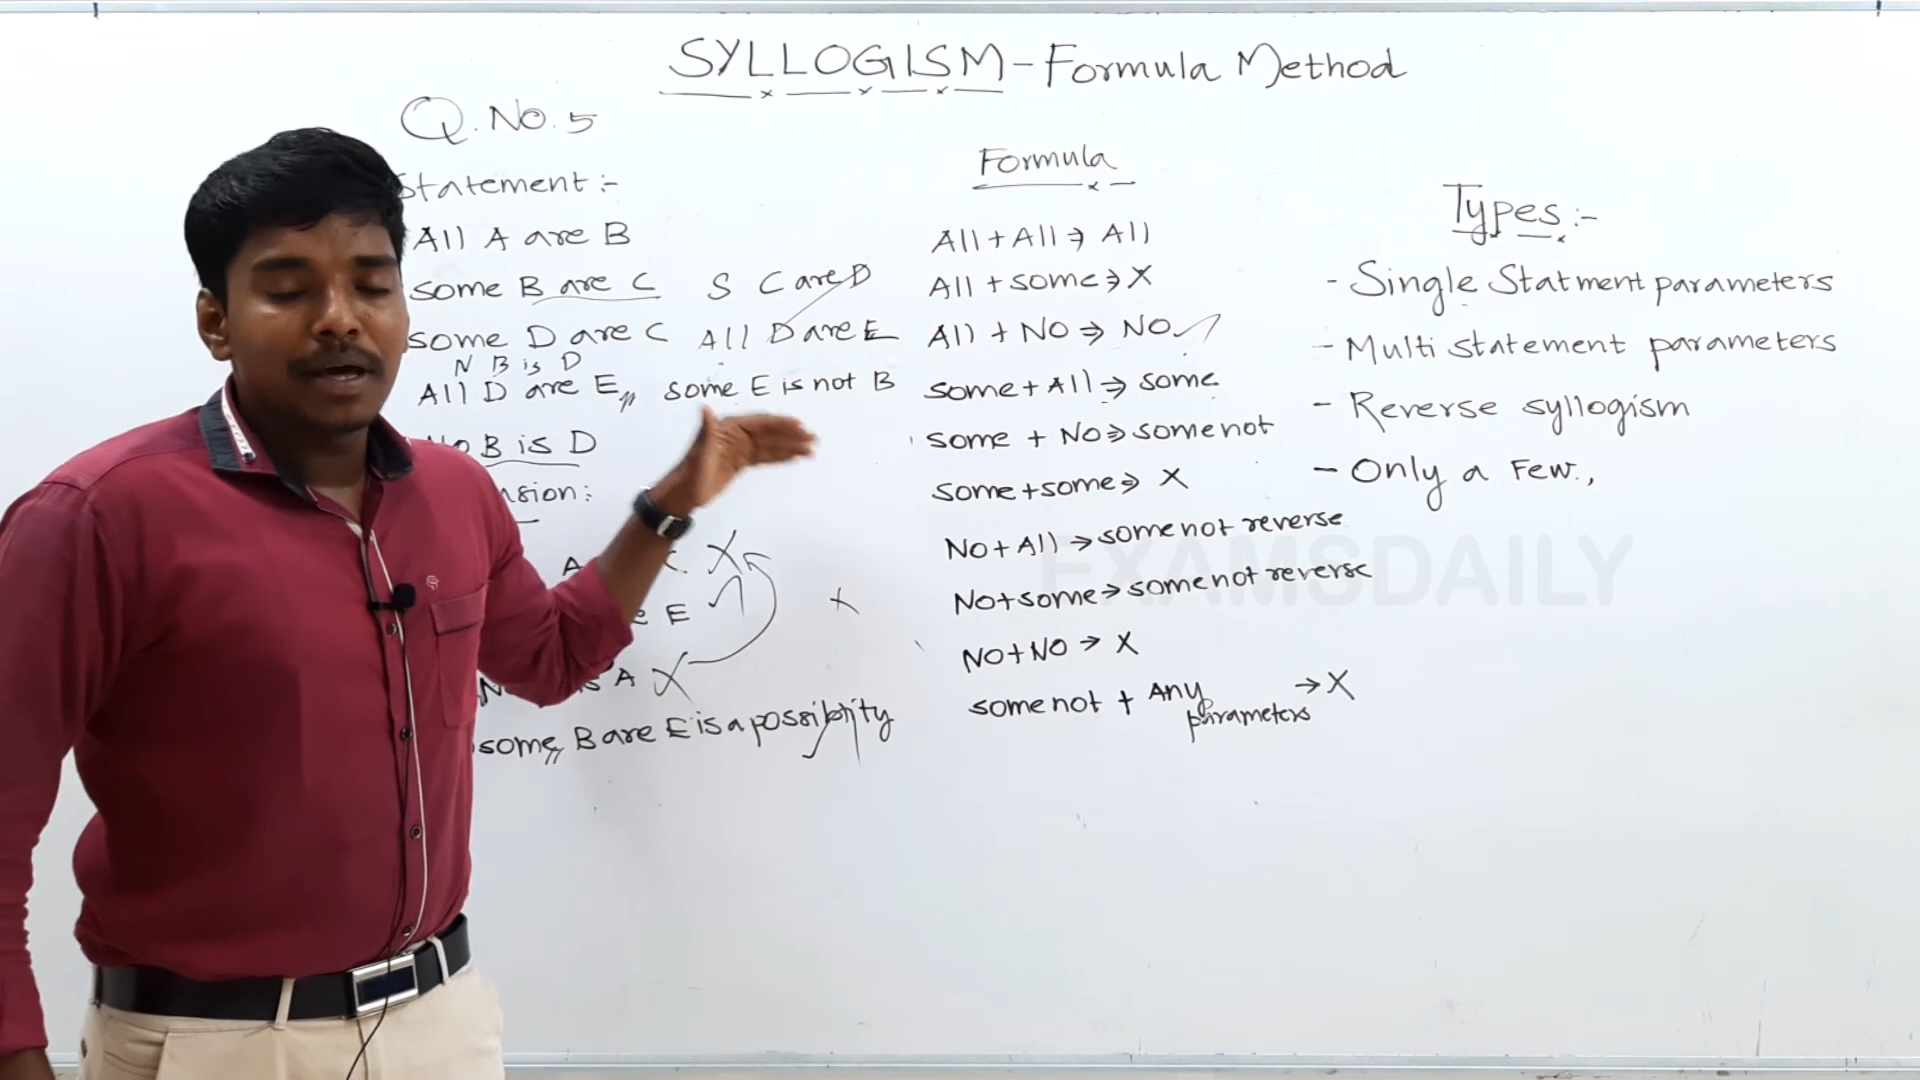 SYLLOGISM - Formula Method
Q. No. 5
Statement :-
All A are B
some B are C S C are D
some D are C All D are E
N B is D
All D are E,, some E is not B
B is D
A
E
A
some,, B are E is a possibility
Formula
All + All ⇒ All
All + some ⇒ X
All + NO ⇒ NO ✓
some + All ⇒ some
some + No ⇒ some not
some + some ⇒ X
No + All → some not reverse
No + some → some not reverse
No + No → X
some not + Any parameters → X
Types :-
- Single Statment parameters
- Multi statement parameters
- Reverse syllogism
- Only a Few.,
EXAMSDAILY